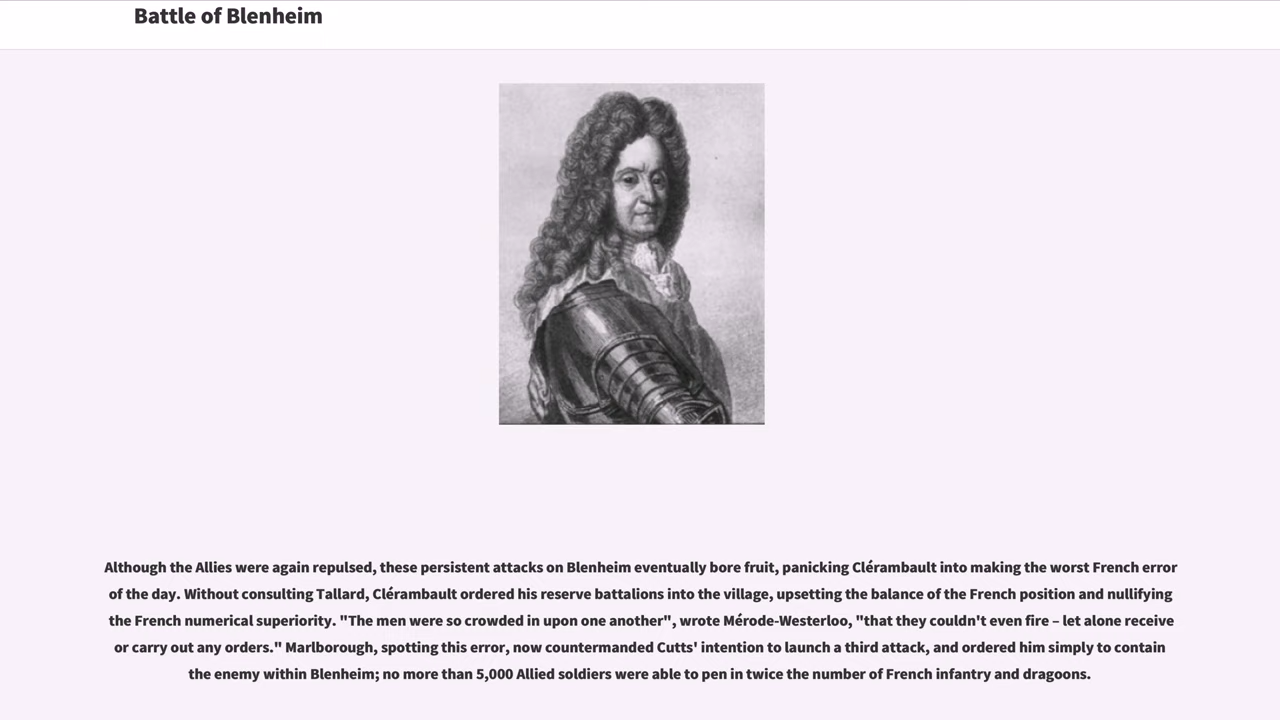 Battle of Blenheim
Although the Allies were again repulsed, these persistent attacks on Blenheim eventually bore fruit, panicking Clérambault into making the worst French error
of the day. Without consulting Tallard, Clérambault ordered his reserve battalions into the village, upsetting the balance of the French position and nullifying
the French numerical superiority. "The men were so crowded in upon one another", wrote Mérode-Westerloo, "that they couldn't even fire – let alone receive
or carry out any orders." Marlborough, spotting this error, now countermanded Cutts' intention to launch a third attack, and ordered him simply to contain
the enemy within Blenheim; no more than 5,000 Allied soldiers were able to pen in twice the number of French infantry and dragoons.